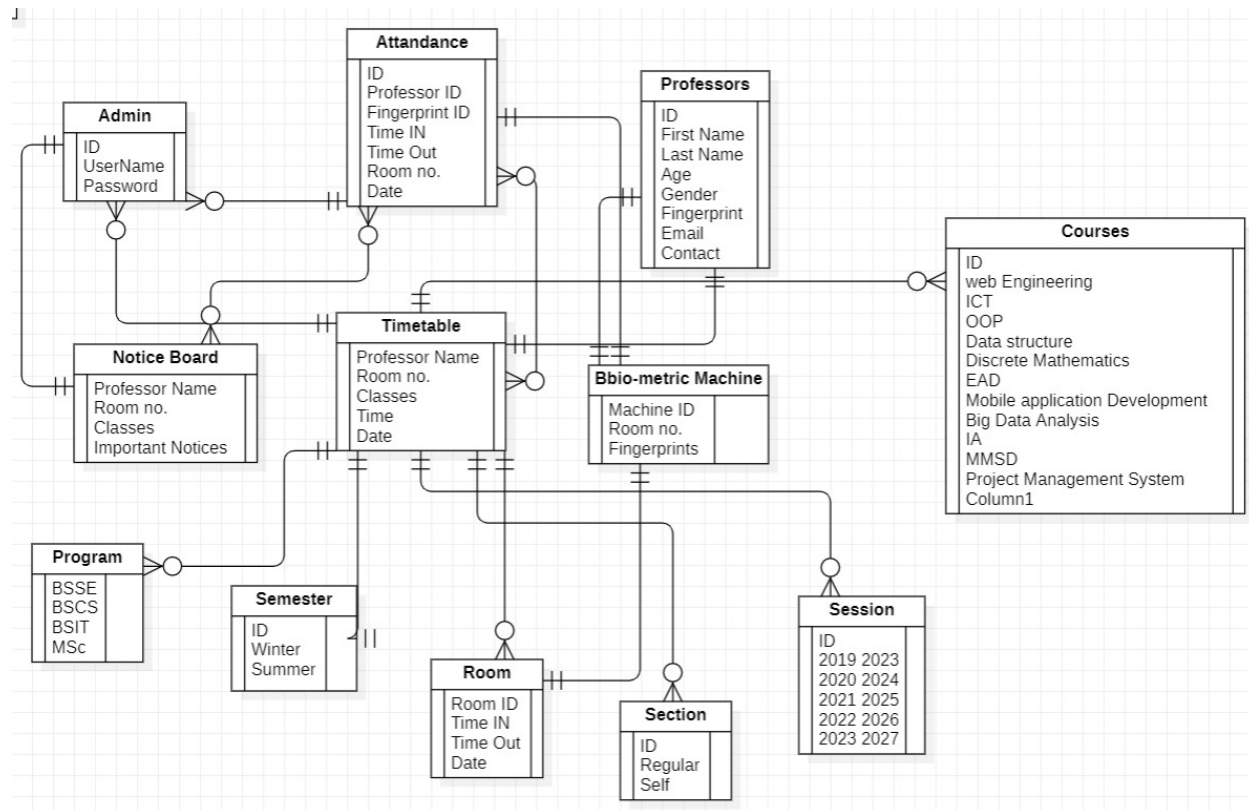 Attandance
ID
Professor ID
Fingerprint ID
Time IN
Time Out
Room no.
Date
Professors
ID
First Name
Last Name
Age
Gender
Fingerprint
Email
Contact
Admin
ID
UserName
Password
Courses
ID
web Engineering
ICT
OOP
Data structure
Discrete Mathematics
EAD
Mobile application Development
Big Data Analysis
IA
MMSD
Project Management System
Column1
Timetable
Professor Name
Room no.
Classes
Time
Date
Notice Board
Professor Name
Room no.
Classes
Important Notices
Bbio-metric Machine
Machine ID
Room no.
Fingerprints
Program
BSSE
BSCS
BSIT
MSc
Semester
ID
Winter
Summer
Room
Room ID
Time IN
Time Out
Date
Section
ID
Regular
Self
Session
ID
2019 2023
2020 2024
2021 2025
2022 2026
2023 2027